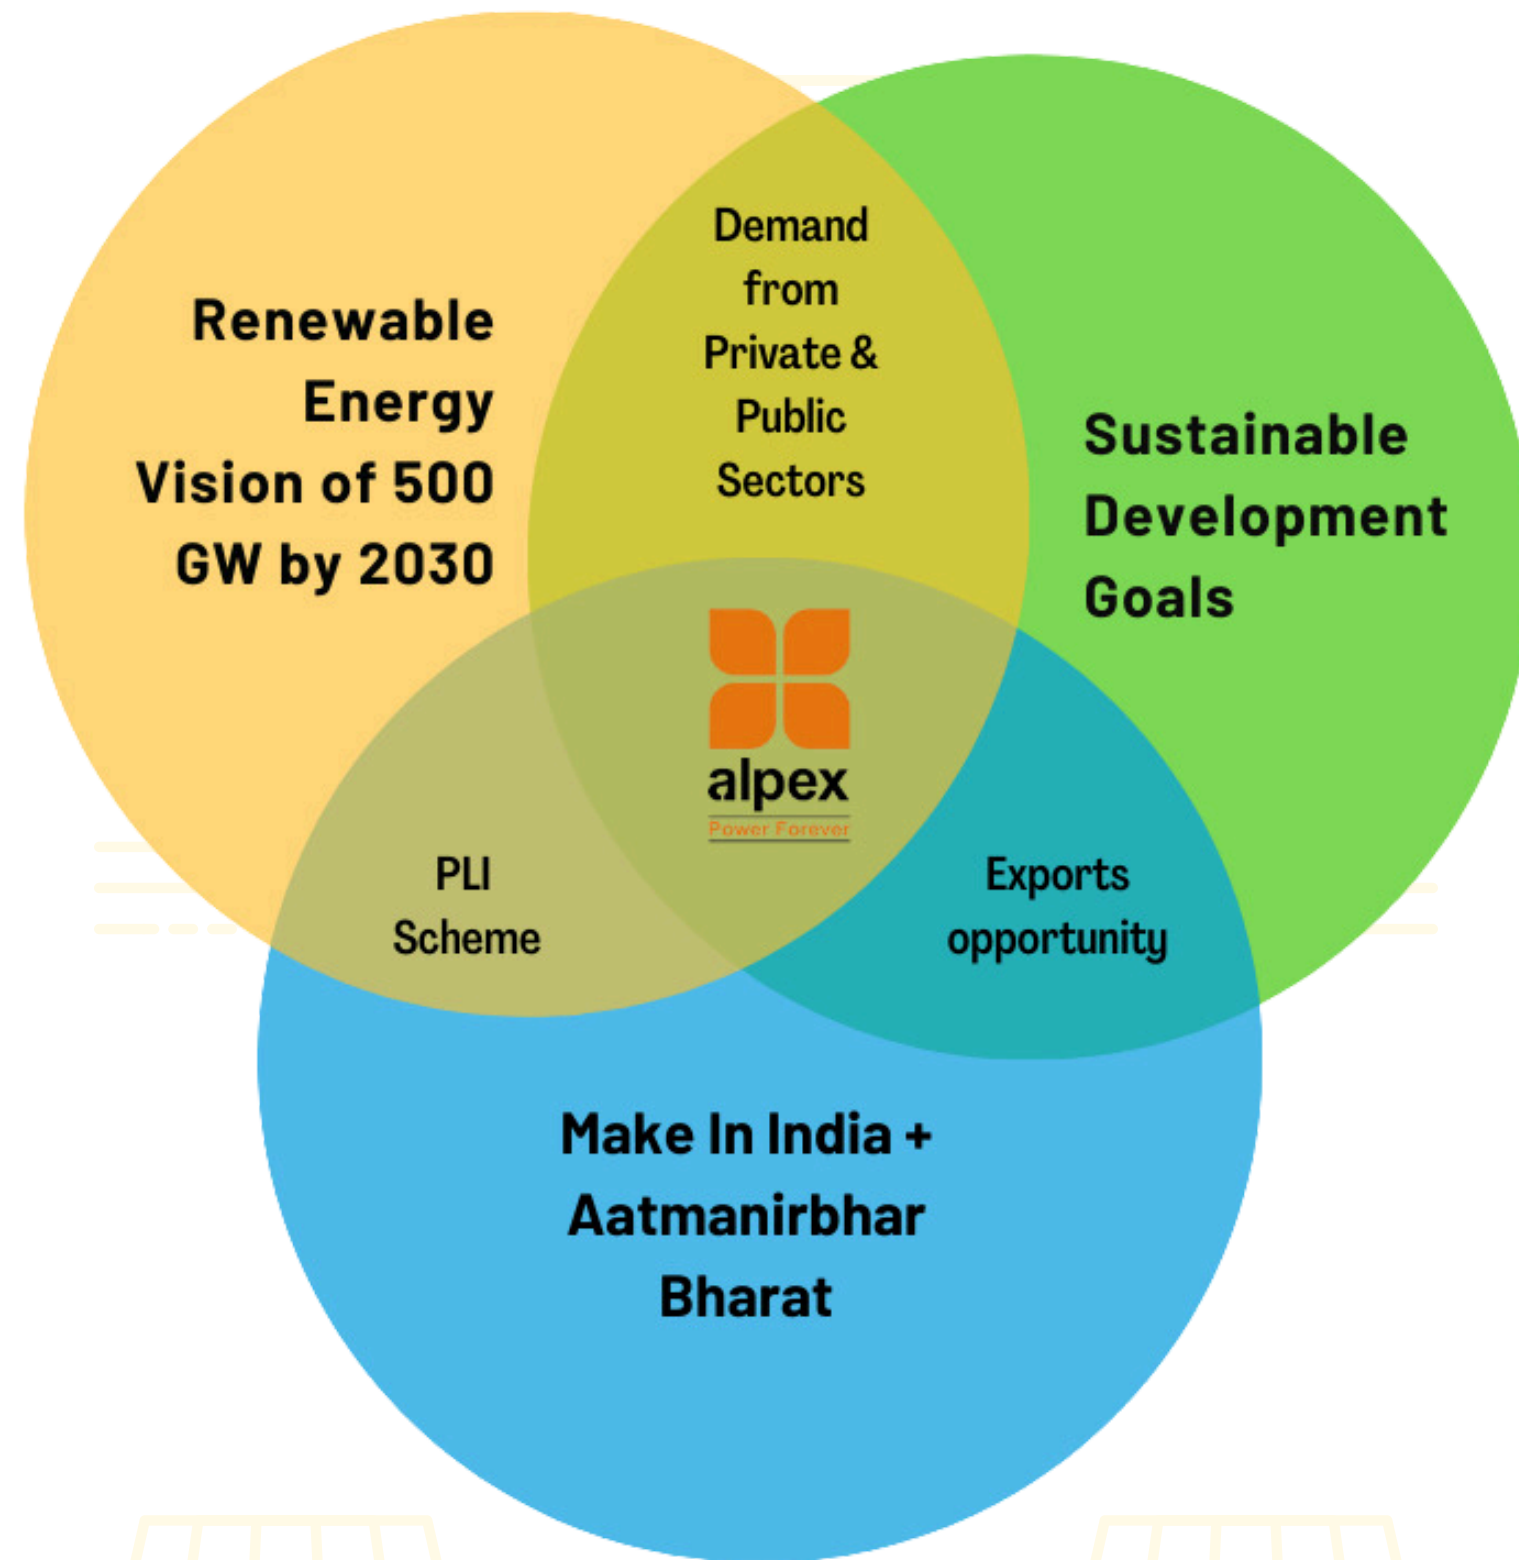 Renewable
Energy
Vision of 500
GW by 2030
Demand
from
Private &
Public
Sectors
Sustainable
Development
Goals
alpex
Power Forever
PLI
Scheme
Exports
opportunity
Make In India +
Aatmanirbhar
Bharat